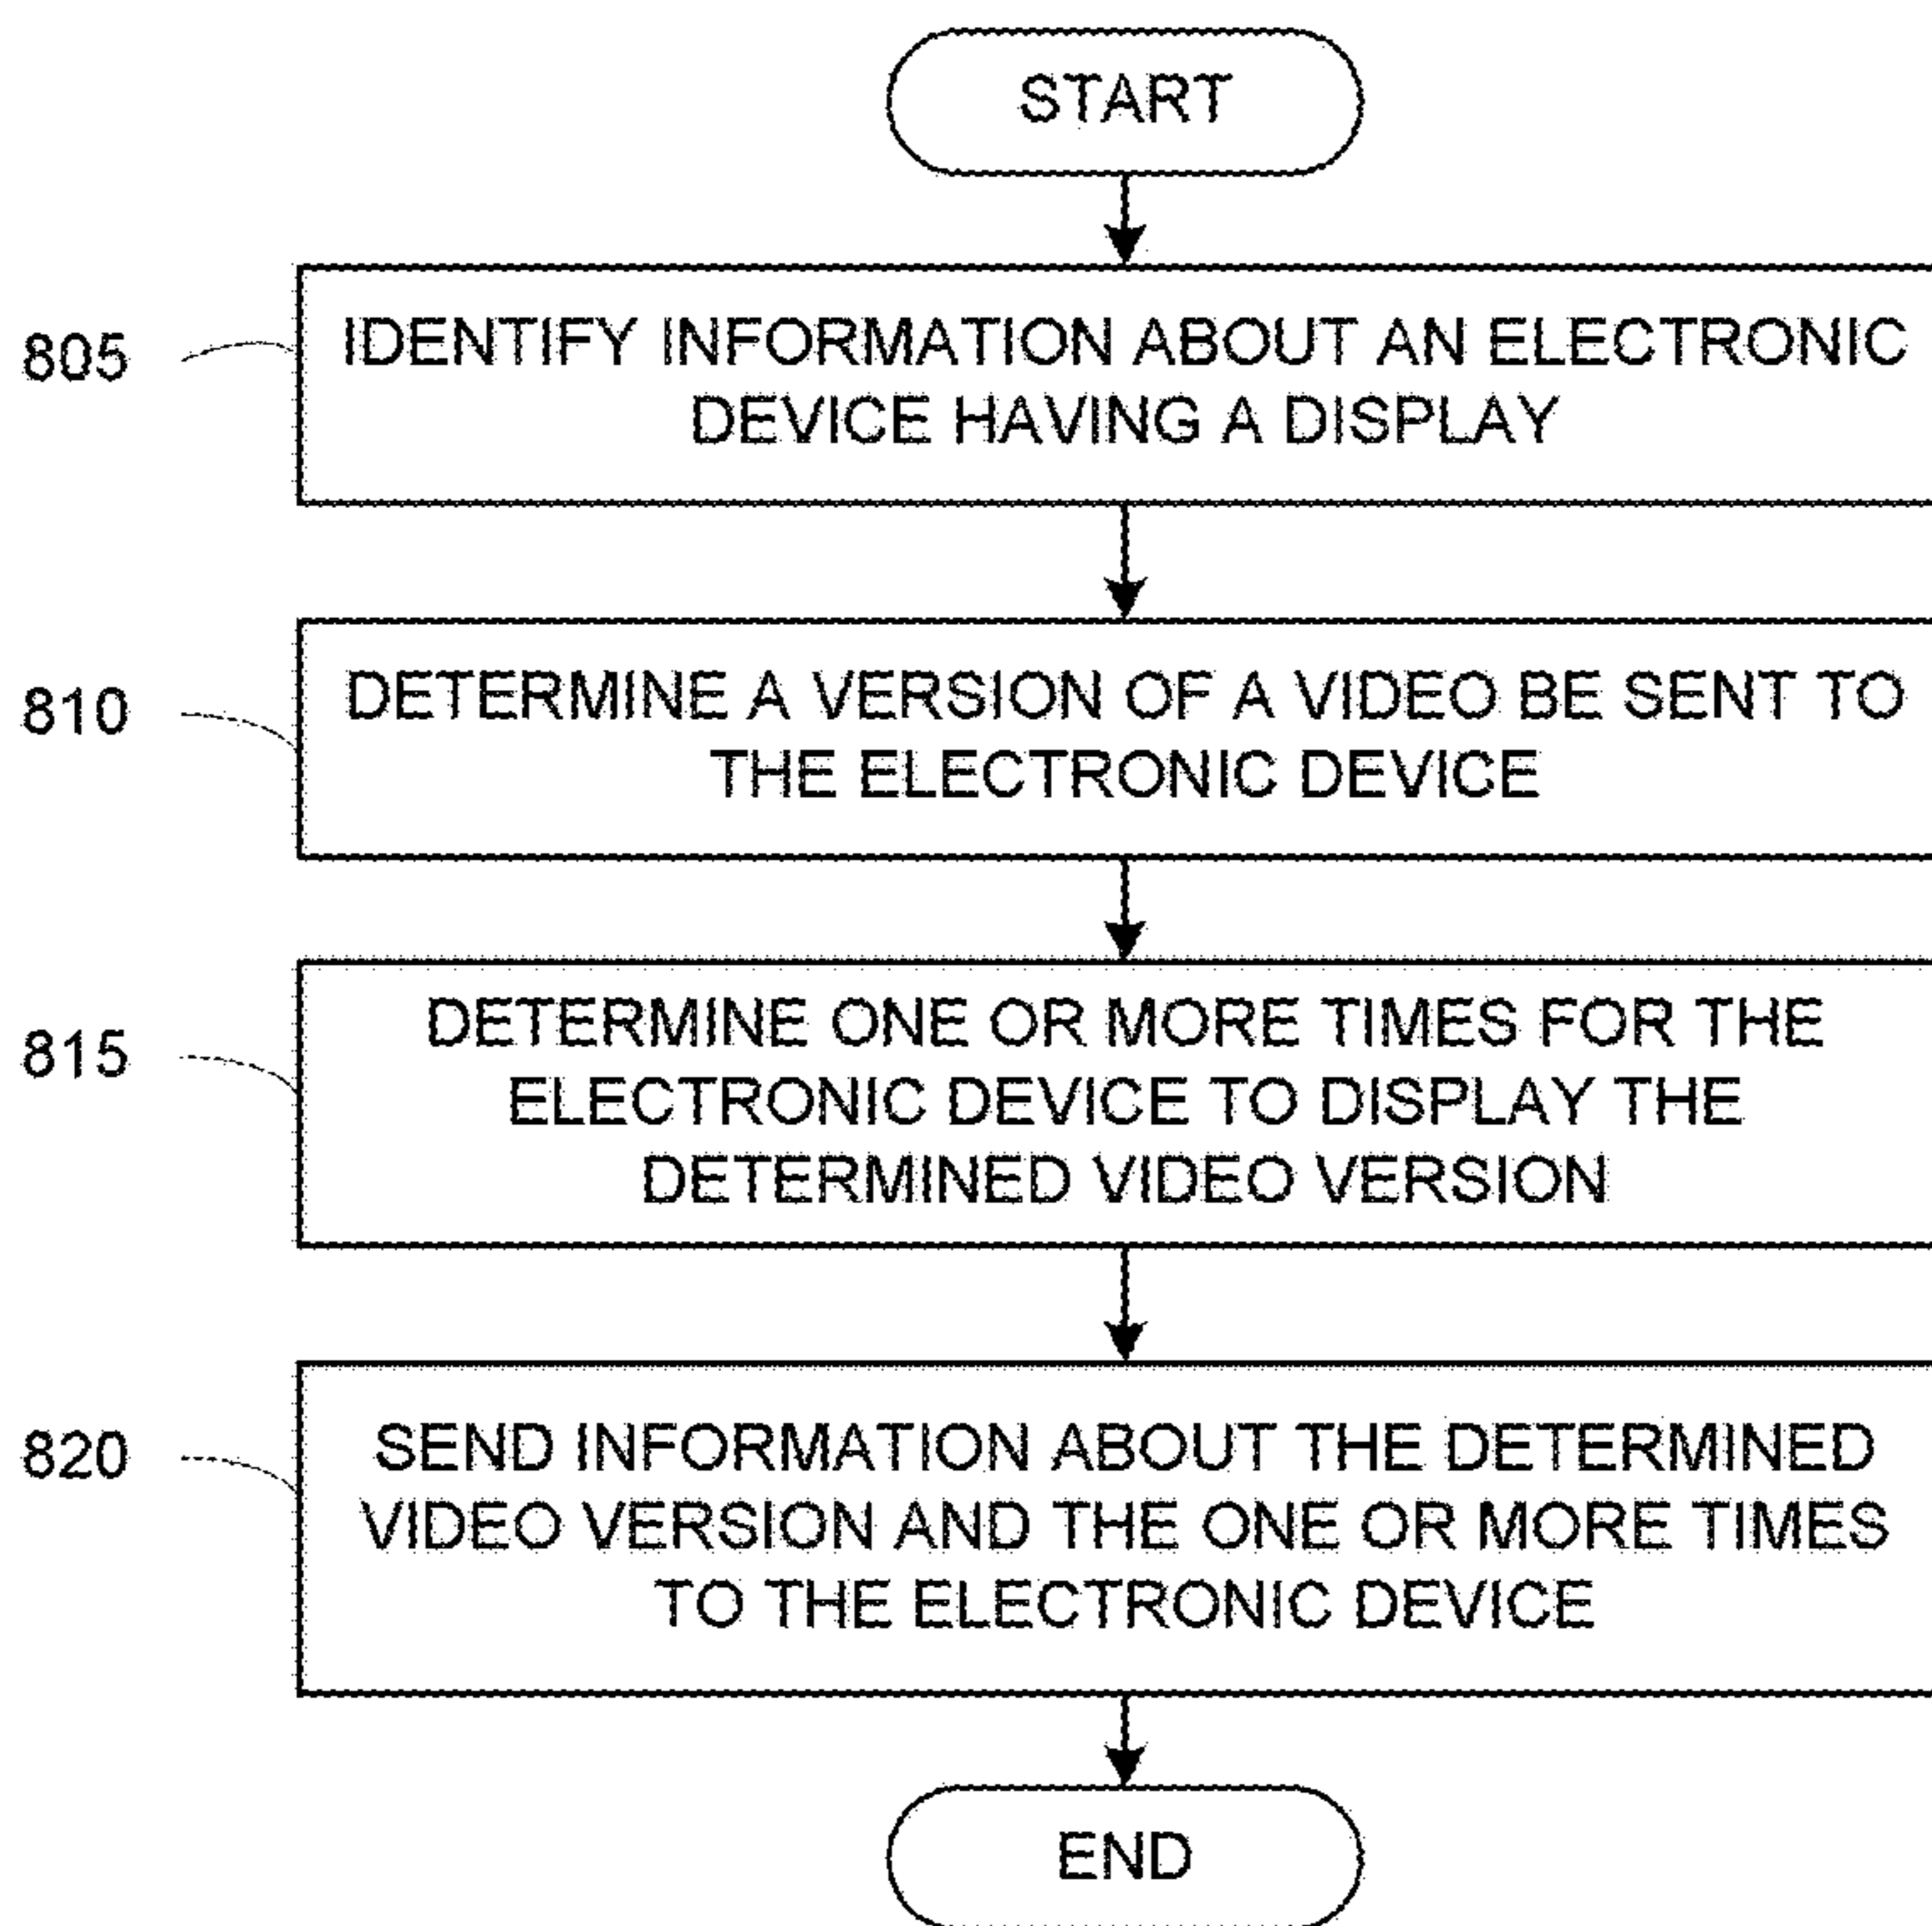 START
805
IDENTIFY INFORMATION ABOUT AN ELECTRONIC
DEVICE HAVING A DISPLAY
810
DETERMINE A VERSION OF A VIDEO BE SENT TO
THE ELECTRONIC DEVICE
815
DETERMINE ONE OR MORE TIMES FOR THE
ELECTRONIC DEVICE TO DISPLAY THE
DETERMINED VIDEO VERSION
820
SEND INFORMATION ABOUT THE DETERMINED
VIDEO VERSION AND THE ONE OR MORE TIMES
TO THE ELECTRONIC DEVICE
END